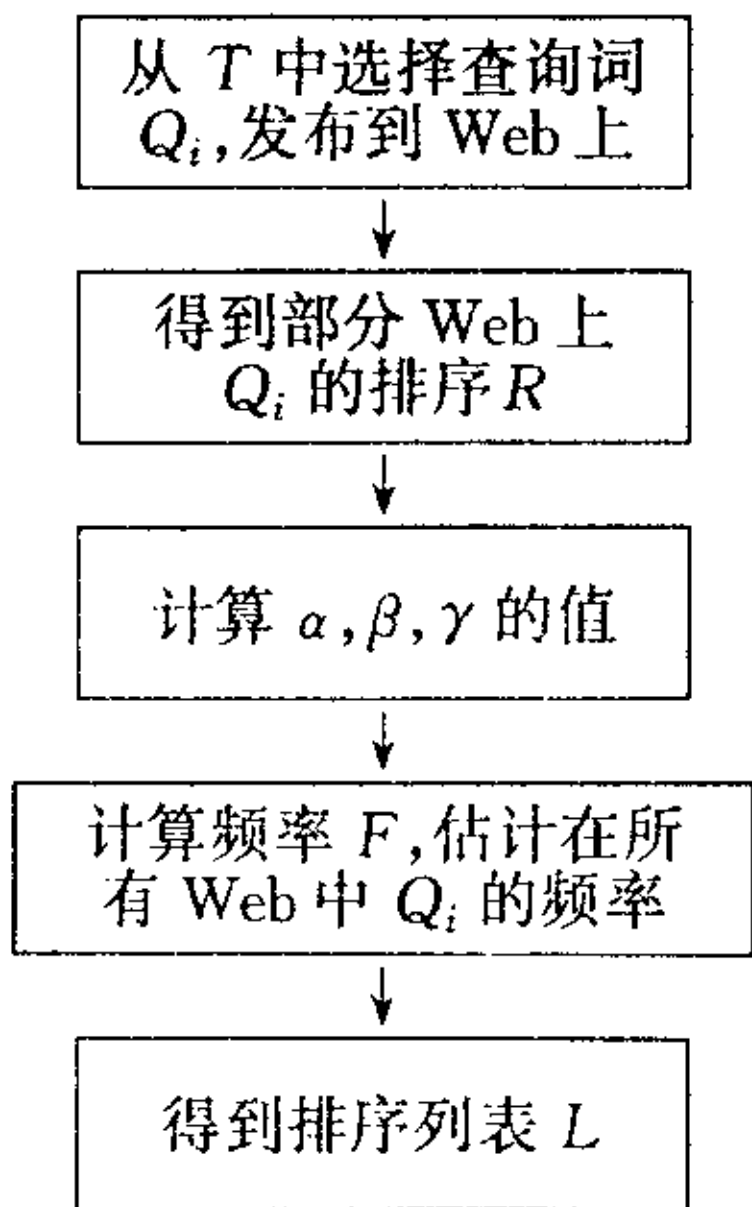 从 T 中选择查询词
Qi,发布到 Web 上
得到部分 Web 上
Qi 的排序 R
计算 α,β,γ 的值
计算频率 F,估计在所
有 Web 中 Qi 的频率
得到排序列表 L